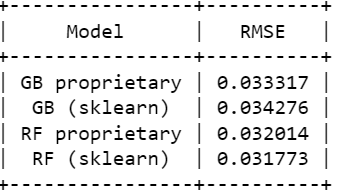 +----------------+----------+
|     Model      |   RMSE   |
+----------------+----------+
| GB proprietary | 0.033317 |
|  GB (sklearn)  | 0.034276 |
| RF proprietary | 0.032014 |
|  RF (sklearn)  | 0.031773 |
+----------------+----------+